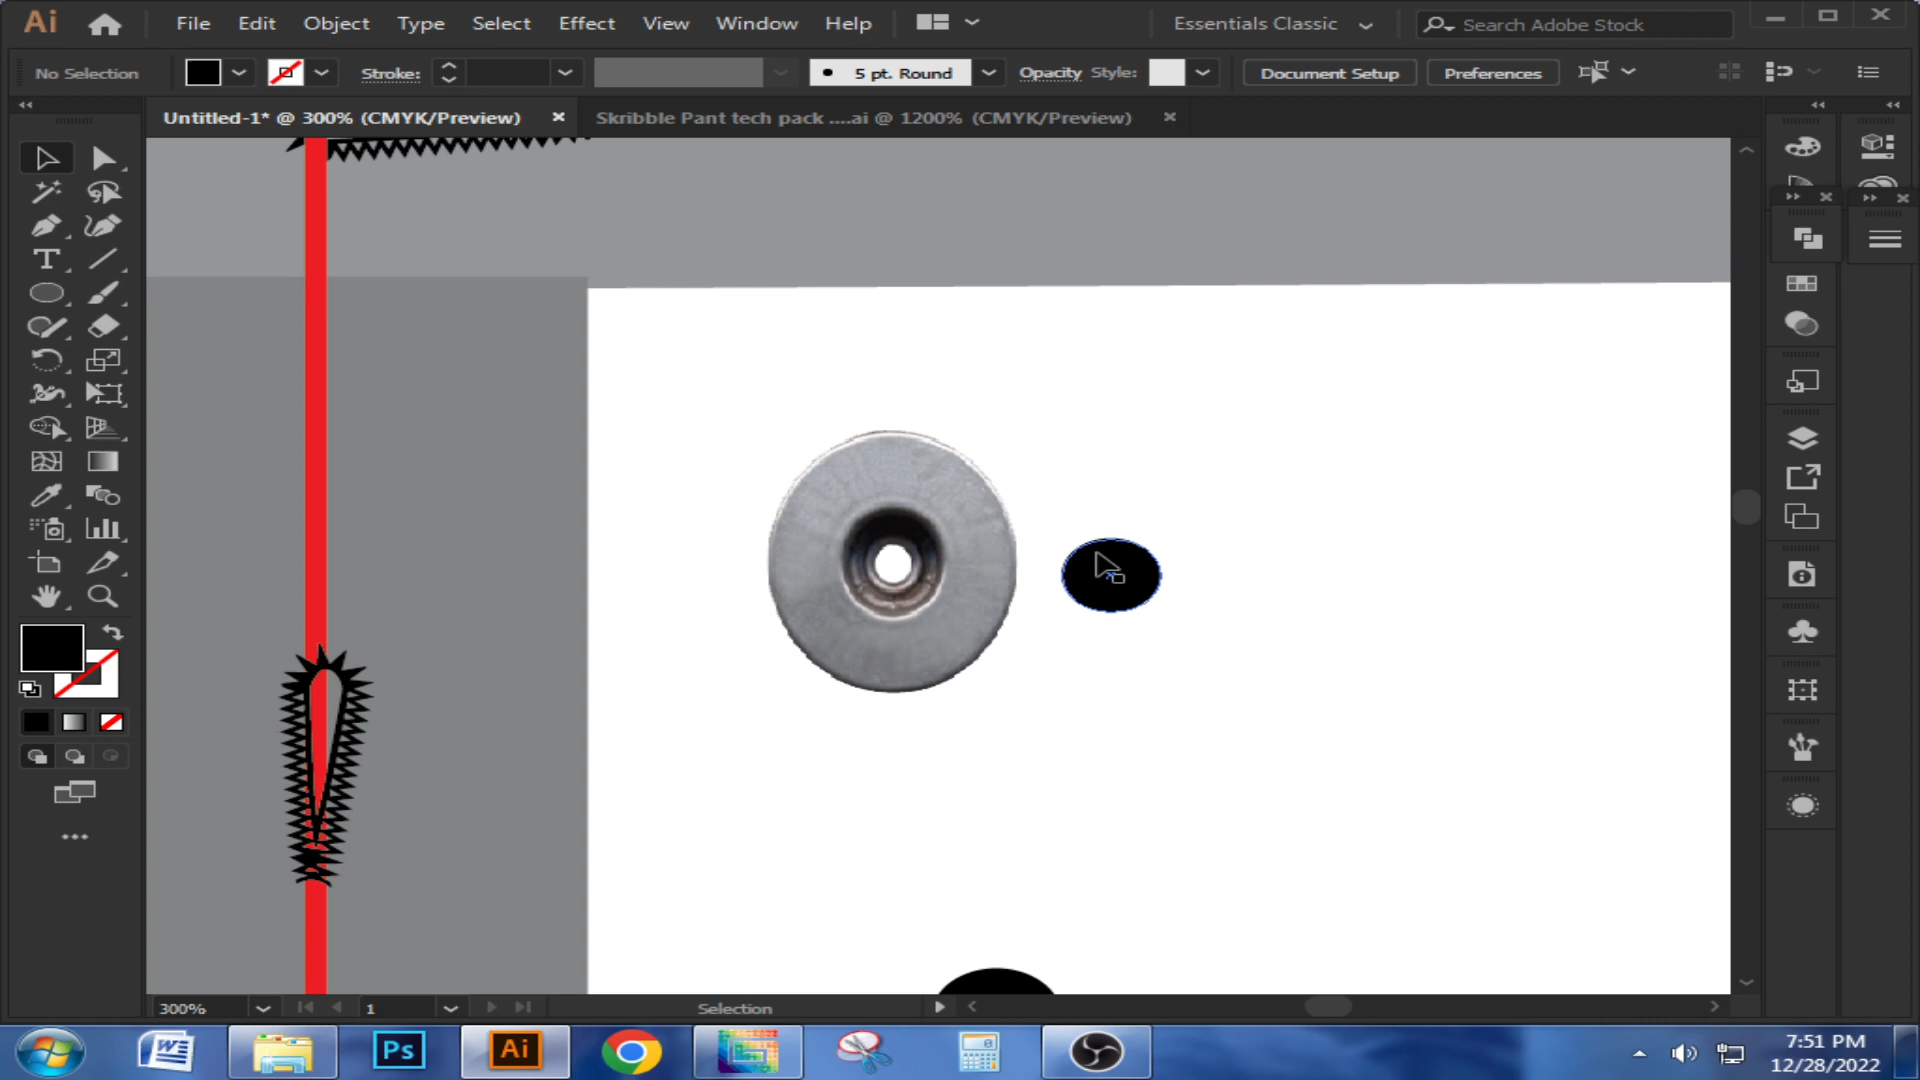 Ai File Edit Object Type Select Effect View Window Help Essentials Classic Search Adobe Stock
No Selection Stroke: 5 pt. Round Opacity Style: Document Setup Preferences
Untitled-1* @ 300% (CMYK/Preview) Skribble Pant tech pack ....ai @ 1200% (CMYK/Preview)
300% 1 Selection
Ps Ai
7:51 PM
12/28/2022